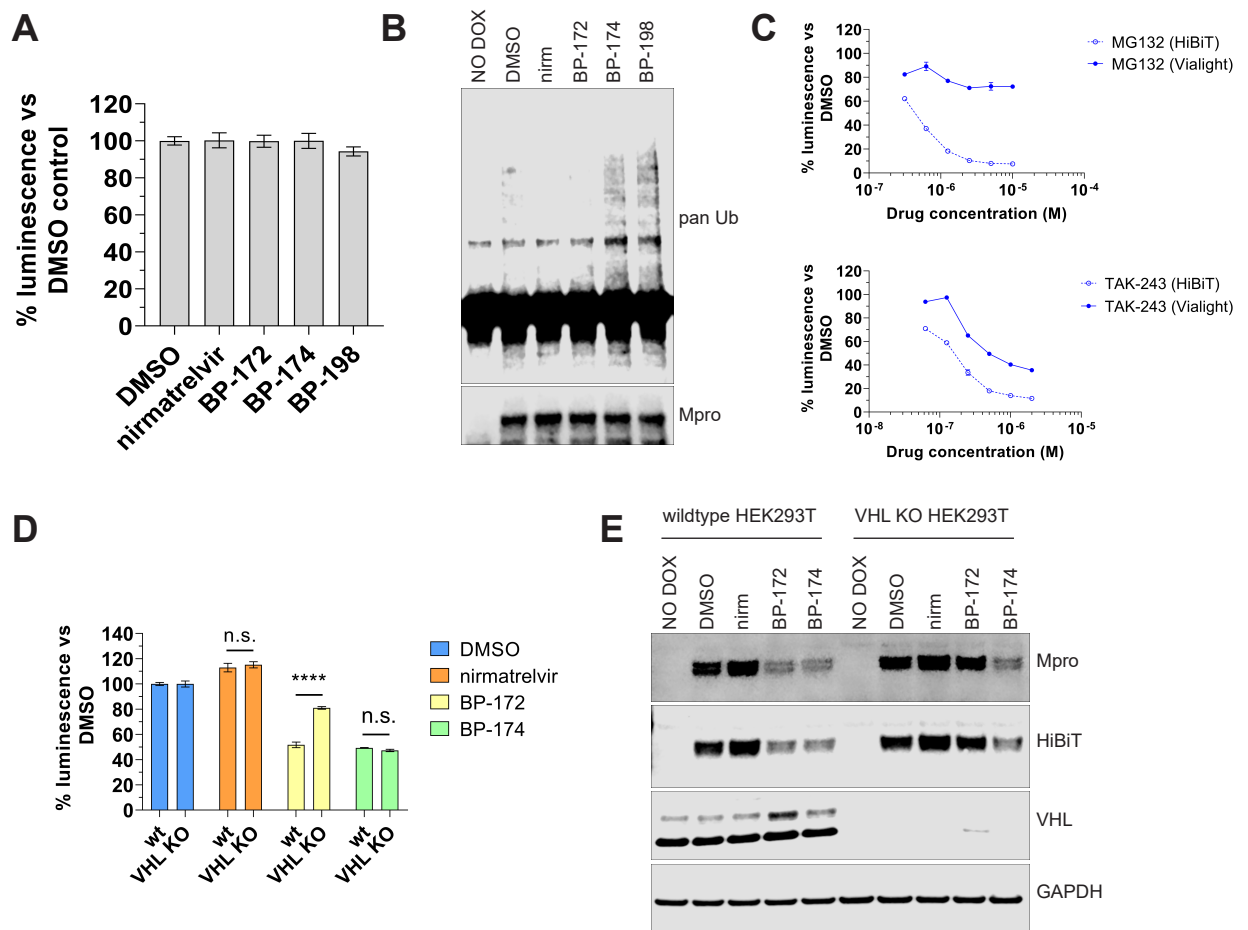 A
% luminescence vs
DMSO control
120
100
80
60
40
20
0
DMSO
nirmatrelvir
BP-172
BP-174
BP-198
B
NO DOX
DMSO
nirm
BP-172
BP-174
BP-198
pan Ub
Mpro
C
% luminescence vs
DMSO
120
100
80
60
40
20
0
10-7
10-6
10-5
10-4
Drug concentration (M)
MG132 (HiBiT)
MG132 (Vialight)
% luminescence vs
DMSO
120
100
80
60
40
20
0
10-8
10-7
10-6
10-5
Drug concentration (M)
TAK-243 (HiBiT)
TAK-243 (Vialight)
D
% luminescence vs
DMSO
140
120
100
80
60
40
20
0
n.s.
****
n.s.
wt
VHL KO
wt
VHL KO
wt
VHL KO
wt
VHL KO
DMSO
nirmatrelvir
BP-172
BP-174
E
wildtype HEK293T
VHL KO HEK293T
NO DOX
DMSO
nirm
BP-172
BP-174
NO DOX
DMSO
nirm
BP-172
BP-174
Mpro
HiBiT
VHL
GAPDH